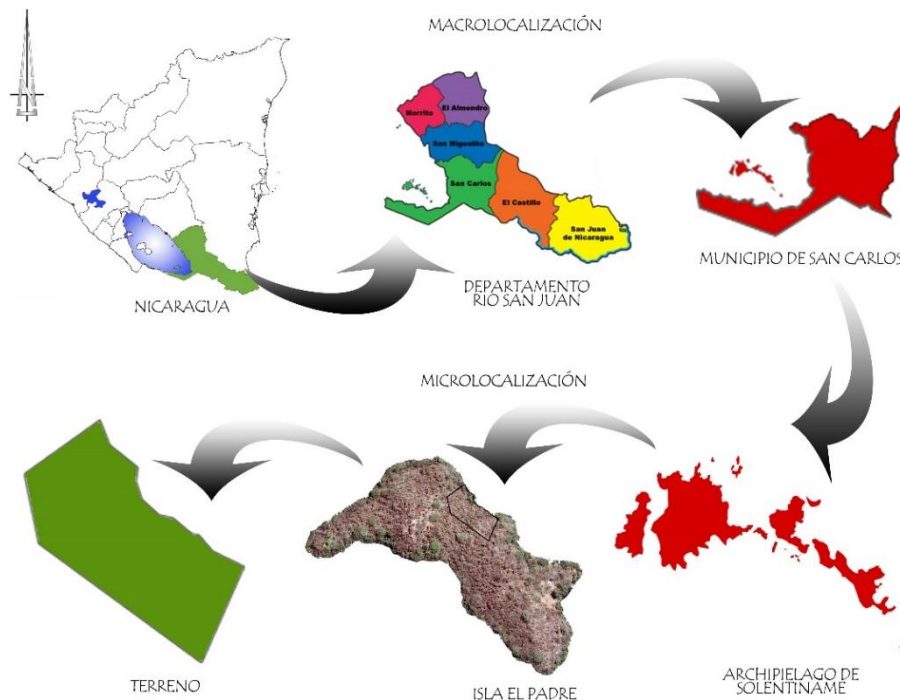 MACROLOCALIZACIÓN
Morrito
El Almendro
San Miguelito
San Carlos
El Castillo
San Juan
de Nicaragua
NICARAGUA
DEPARTAMENTO
RIO SAN JUAN
MUNICIPIO DE SAN CARLOS
MICROLOCALIZACIÓN
TERRENO
ISLA EL PADRE
ARCHIPIELAGO DE
SOLENTINAME